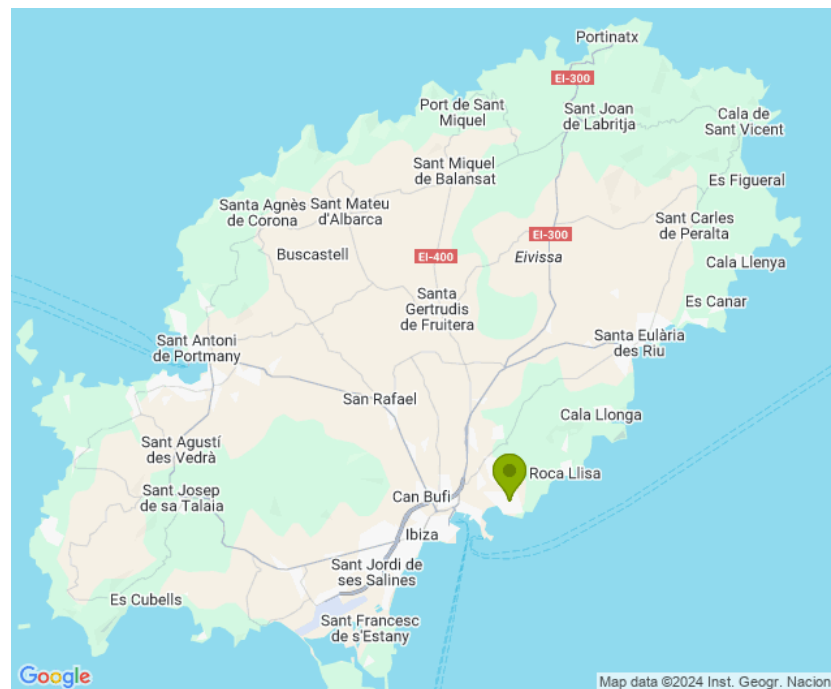 Portinatx
EI-300
Port de Sant
Miquel
Sant Joan
de Labritja
Cala de
Sant Vicent
Sant Miquel
de Balansat
Es Figueral
Santa Agnès
de Corona
Sant Mateu
d'Albarca
Sant Carles
de Peralta
EI-300
Buscastell
EI-400
Eivissa
Cala Llenya
Santa
Gertrudis
de Fruitera
Es Canar
Sant Antoni
de Portmany
Santa Eulària
des Riu
San Rafael
Cala Llonga
Sant Agustí
des Vedrà
Roca Llisa
Sant Josep
de sa Talaia
Can Bufi
Ibiza
Sant Jordi de
ses Salines
Es Cubells
Sant Francesc
de s'Estany
Google
Map data ©2024 Inst. Geogr. Nacion